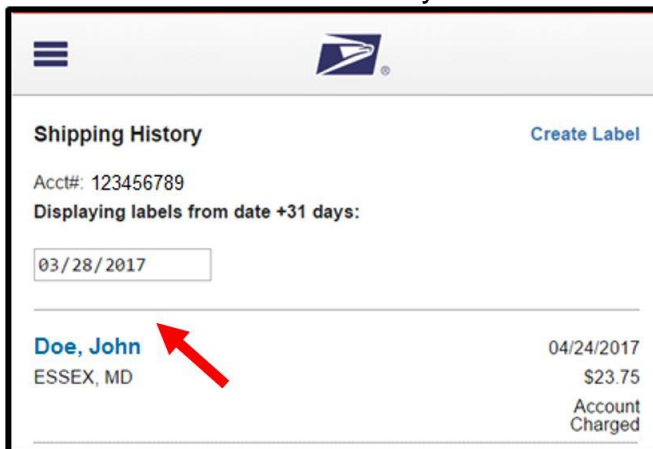 Shipping History Create Label
Acct#: 123456789
Displaying labels from date +31 days:
03/28/2017
Doe, John 04/24/2017
ESSEX, MD $23.75
Account
Charged